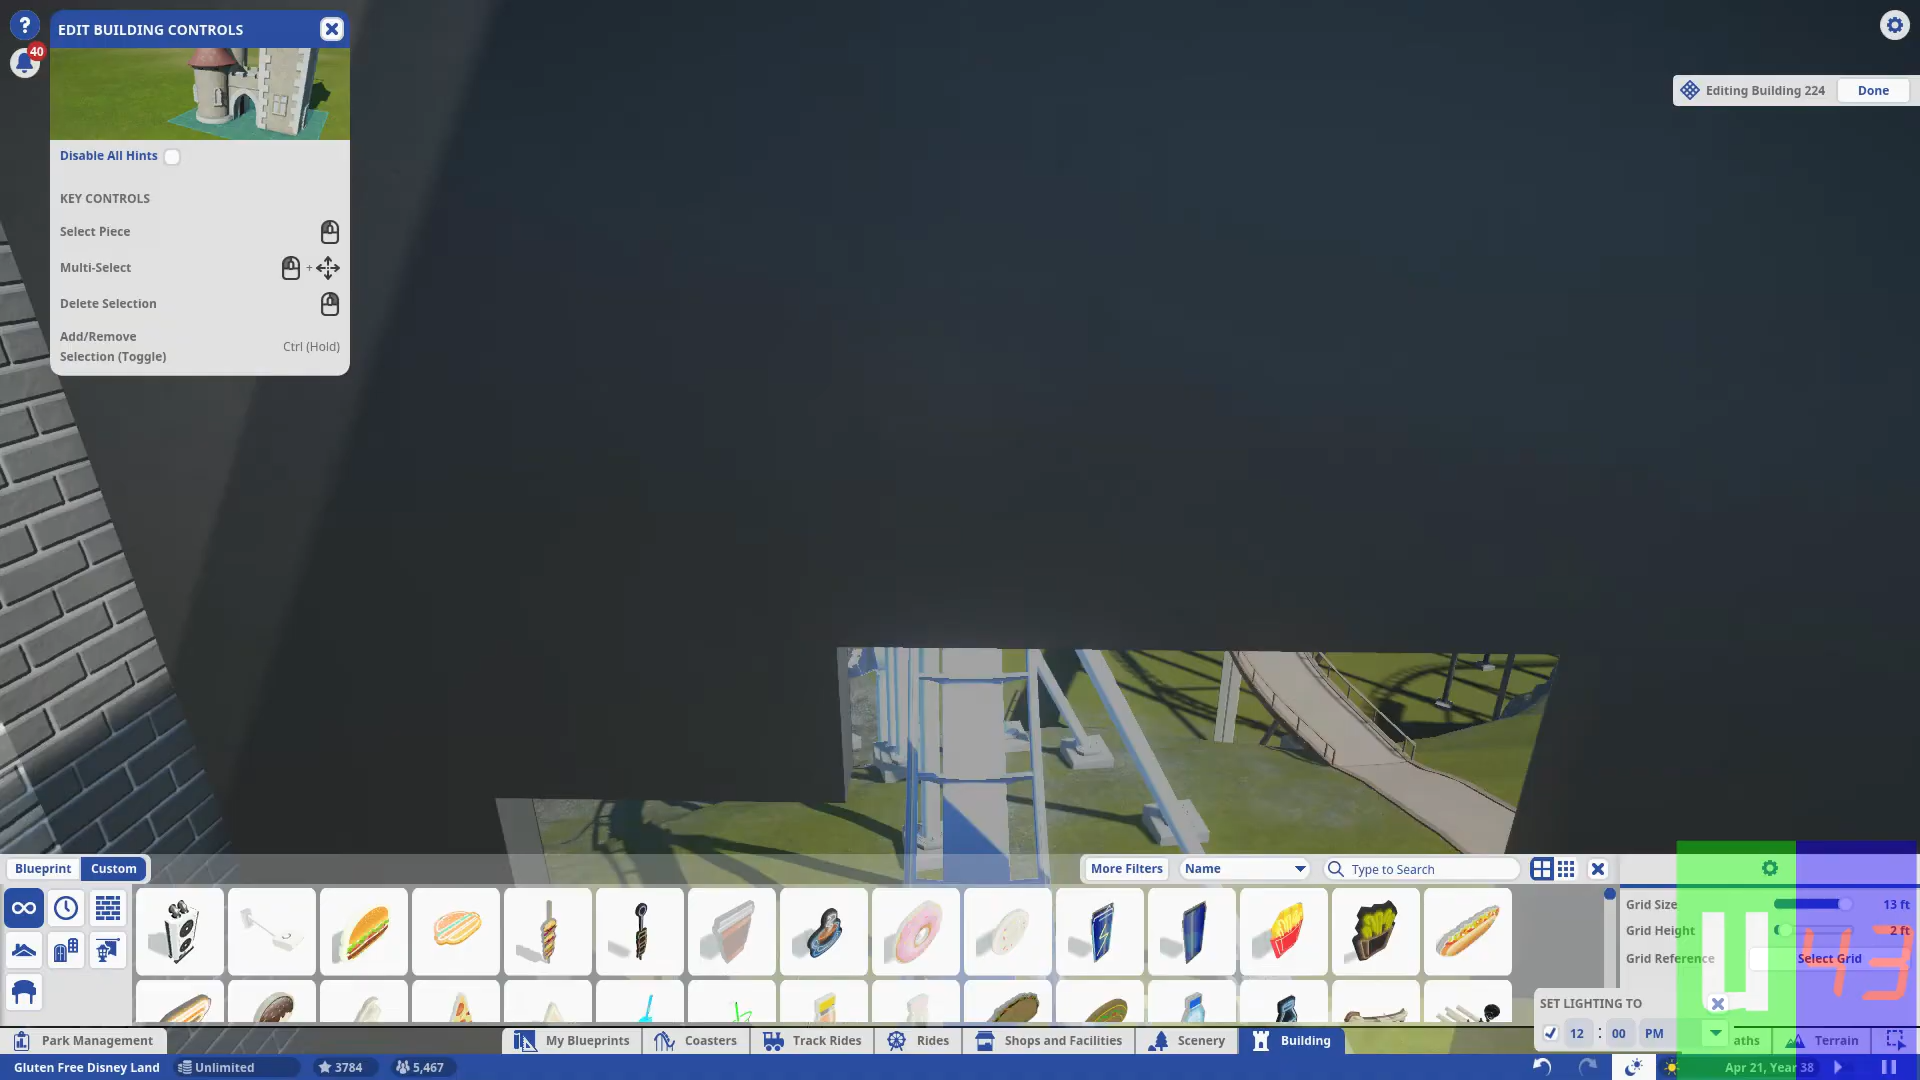 ?
EDIT BUILDING CONTROLS
40
Editing Building 224
Done
Disable All Hints
KEY CONTROLS
Select Piece
Multi-Select
+
Delete Selection
Add/Remove
Selection (Toggle)
Ctrl (Hold)
Blueprint
Custom
More Filters
Name
Type to Search
Grid Size
13 ft
Grid Height
2 ft
Grid Reference
Select Grid
U
43
SET LIGHTING TO
12 : 00 PM
Park Management
My Blueprints
Coasters
Track Rides
Rides
Shops and Facilities
Scenery
Building
aths
Terrain
Gluten Free Disney Land
Unlimited
3784
5,467
Apr 21, Year 38